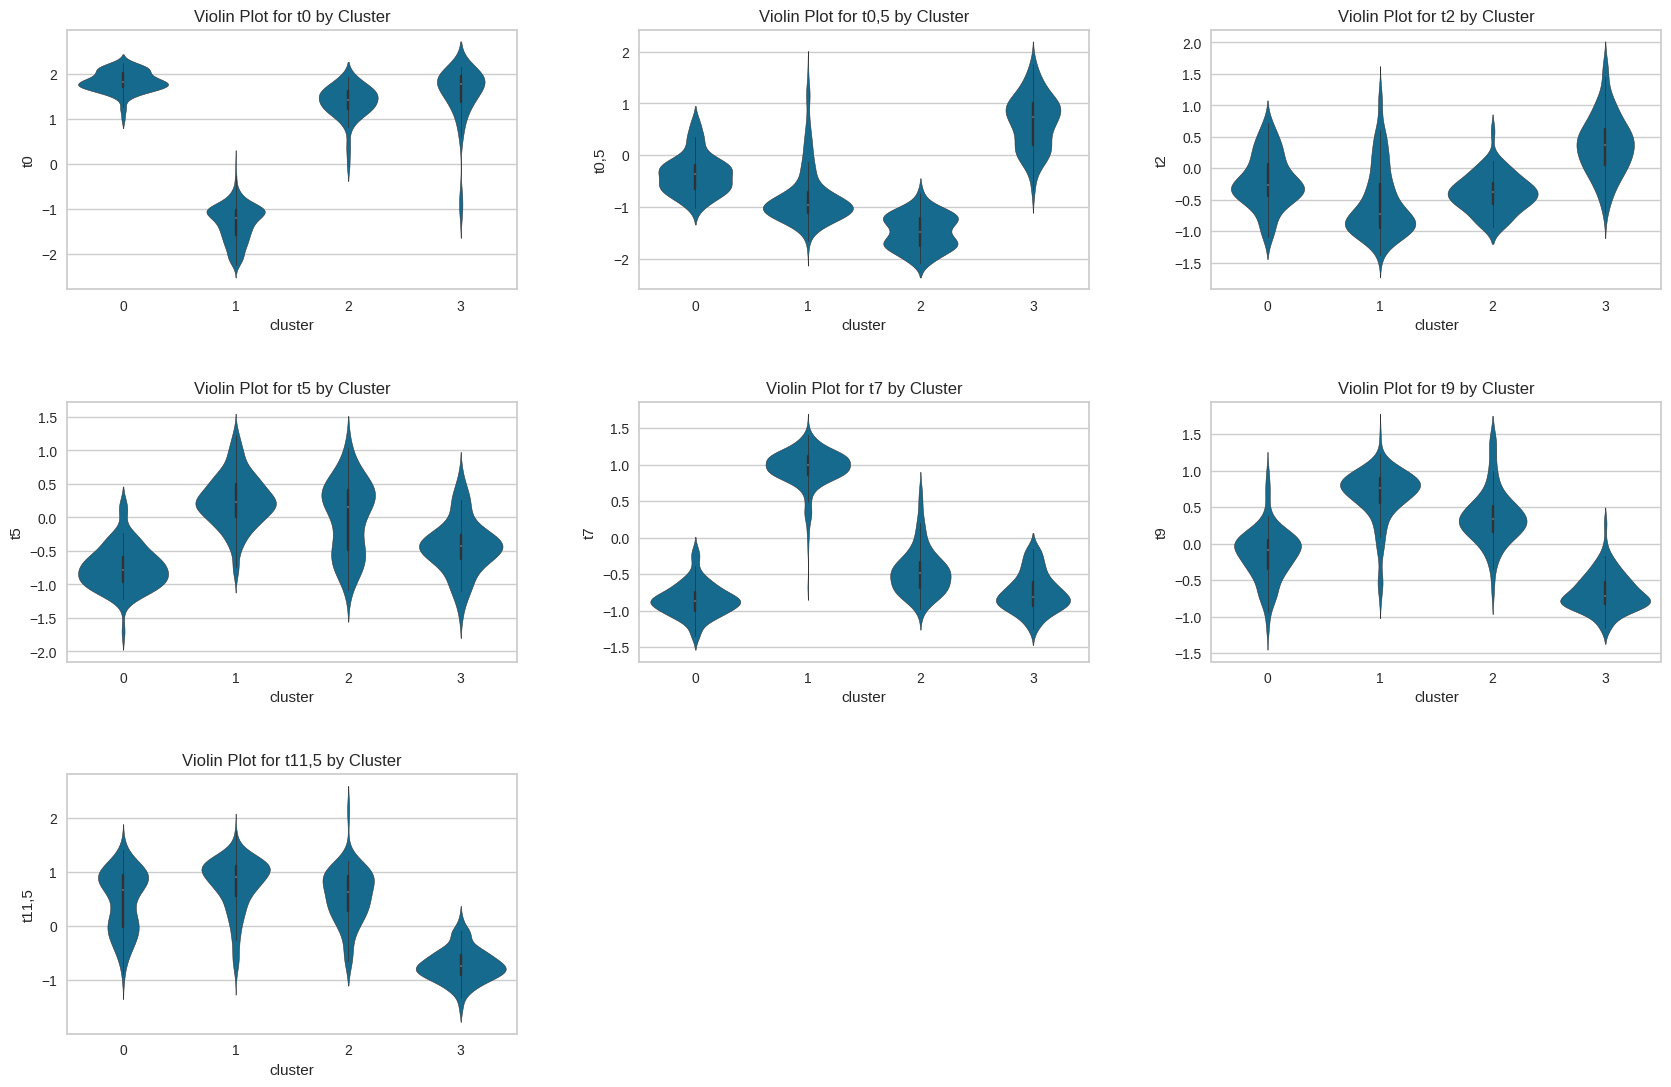 Violin Plot for t0 by Cluster
2
1
0
−1
−2
t0
0 1 2 3
cluster
Violin Plot for t0,5 by Cluster
2
1
0
−1
−2
t0,5
0 1 2 3
cluster
Violin Plot for t2 by Cluster
2.0
1.5
1.0
0.5
0.0
−0.5
−1.0
−1.5
t2
0 1 2 3
cluster
Violin Plot for t5 by Cluster
1.5
1.0
0.5
0.0
−0.5
−1.0
−1.5
−2.0
t5
0 1 2 3
cluster
Violin Plot for t7 by Cluster
1.5
1.0
0.5
0.0
−0.5
−1.0
−1.5
t7
0 1 2 3
cluster
Violin Plot for t9 by Cluster
1.5
1.0
0.5
0.0
−0.5
−1.0
−1.5
t9
0 1 2 3
cluster
Violin Plot for t11,5 by Cluster
2
1
0
−1
t11,5
0 1 2 3
cluster